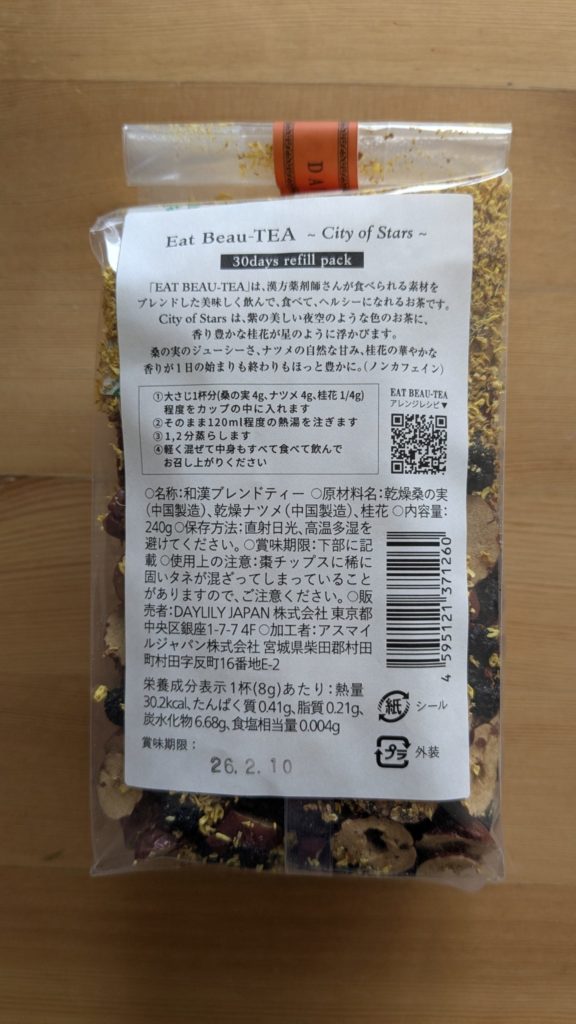 DA
Eat Beau-TEA ~ City of Stars ~
30days refill pack
「EAT BEAU-TEA」は、漢方薬剤師さんが食べられる素材を
ブレンドした美味しく飲んで、食べて、ヘルシーになれるお茶です。
City of Stars は、紫の美しい夜空のような色のお茶に、
香り豊かな桂花が星のように浮かびます。
桑の実のジューシーさ、ナツメの自然な甘み、桂花の華やかな
香りが1日の始まりも終わりもほっと豊かに。（ノンカフェイン）
①大さじ1杯分(桑の実 4g、ナツメ 4g、桂花 1/4g)
程度をカップの中に入れます
②そのまま120ml程度の熱湯を注ぎます
③1,2分蒸らします
④軽く混ぜて中身もすべて食べて飲んで
お召し上がりください
EAT BEAU-TEA
アレンジレシピ▼
○名称：和漢ブレンドティー ○原材料名：乾燥桑の実
（中国製造）、乾燥ナツメ（中国製造）、桂花 ○内容量：
240g ○保存方法：直射日光、高温多湿を
避けてください。○賞味期限：下部に記
載 ○使用上の注意：棗チップスに稀に
固いタネが混ざってしまっていること
がありますので、ご注意ください。○販
売者：DAYLILY JAPAN 株式会社 東京都
中央区銀座1-7-7 4F ○加工者：アスマイ
ルジャパン株式会社 宮城県柴田郡村田
町村田字反町16番地E-2
4 595121 371260
栄養成分表示 1杯(8g)あたり：熱量
30.2kcal、たんぱく質 0.41g、脂質 0.21g、
炭水化物 6.68g、食塩相当量 0.004g
紙 シール
プラ 外装
賞味期限：
26.2.10